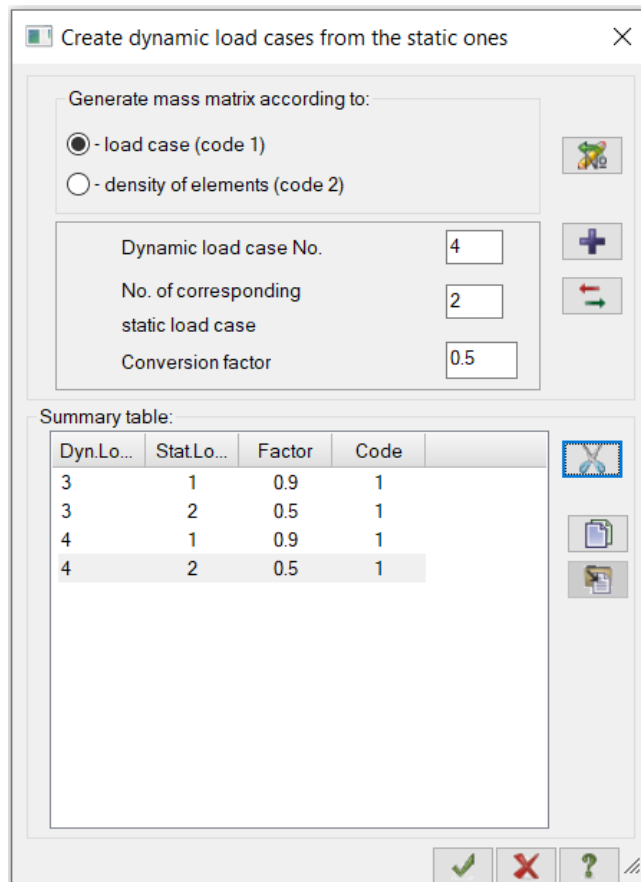 Create dynamic load cases from the static ones
Generate mass matrix according to:
- load case (code 1)
- density of elements (code 2)
Dynamic load case No. 4
No. of corresponding
static load case 2
Conversion factor 0.5
Summary table:
Dyn.Lo... Stat.Lo... Factor Code
3 1 0.9 1
3 2 0.5 1
4 1 0.9 1
4 2 0.5 1